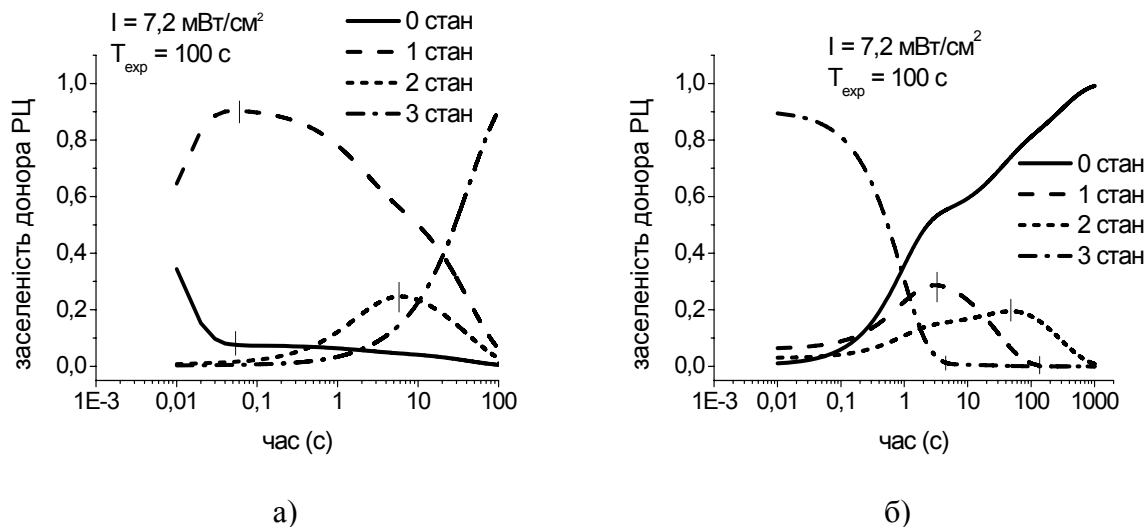 I = 7,2 мВт/см²
T_exp = 100 с
0 стан
1 стан
2 стан
3 стан
заселеність донора РЦ
1,0
0,8
0,6
0,4
0,2
0,0
1E-3
0,01
0,1
1
10
100
час (с)
а)
I = 7,2 мВт/см²
T_exp = 100 с
0 стан
1 стан
2 стан
3 стан
заселеність донора РЦ
1,0
0,8
0,6
0,4
0,2
0,0
1E-3
0,01
0,1
1
10
100
1000
час (с)
б)